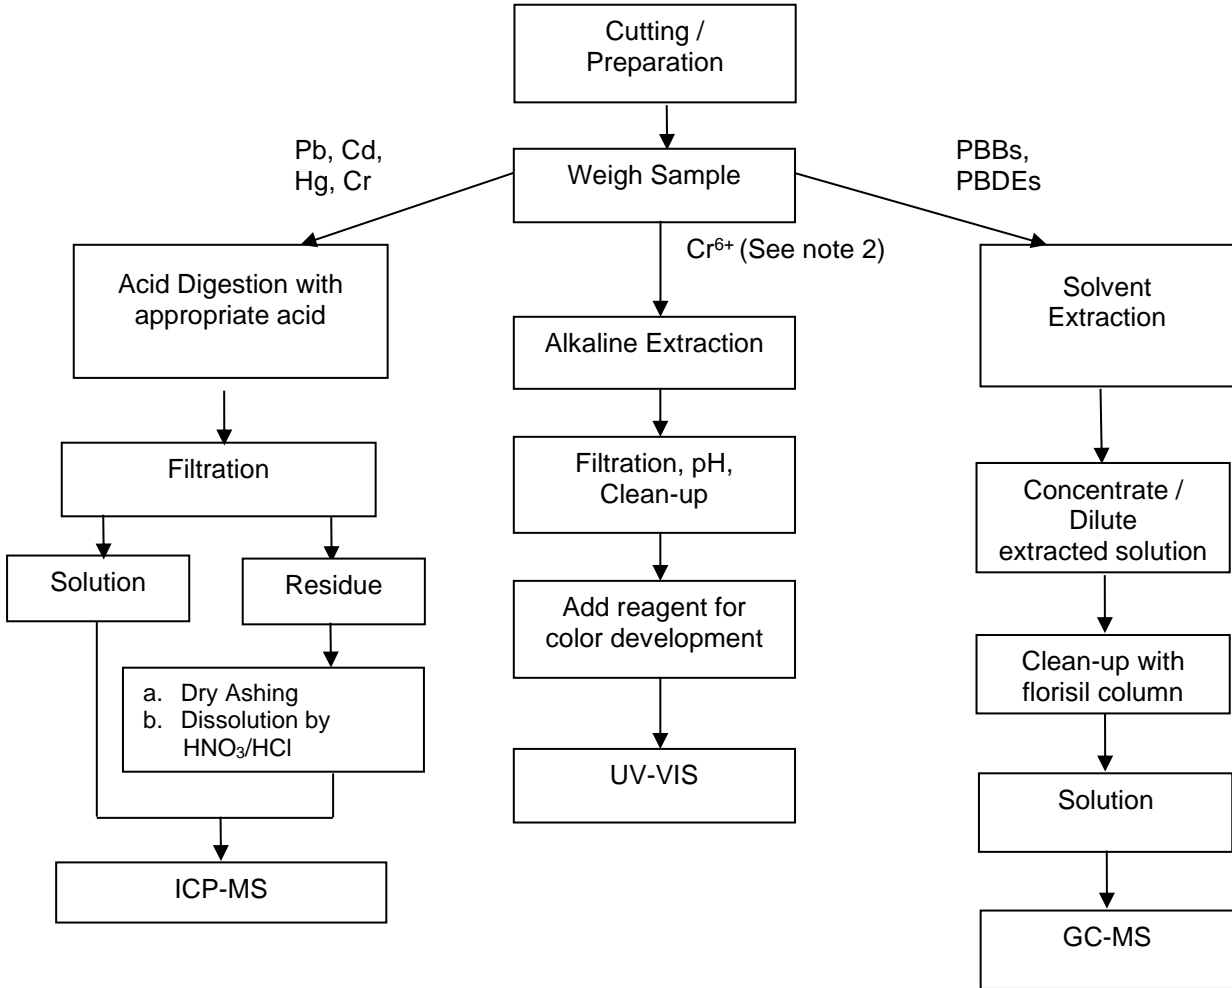 Cutting /
Preparation
Pb, Cd,
Hg, Cr
Weigh Sample
PBBs,
PBDEs
Cr⁶⁺ (See note 2)
Acid Digestion with
appropriate acid
Filtration
Solution
Residue
a. Dry Ashing
b. Dissolution by
HNO₃/HCl
ICP-MS
Alkaline Extraction
Filtration, pH,
Clean-up
Add reagent for
color development
UV-VIS
Solvent
Extraction
Concentrate /
Dilute
extracted solution
Clean-up with
florisil column
Solution
GC-MS